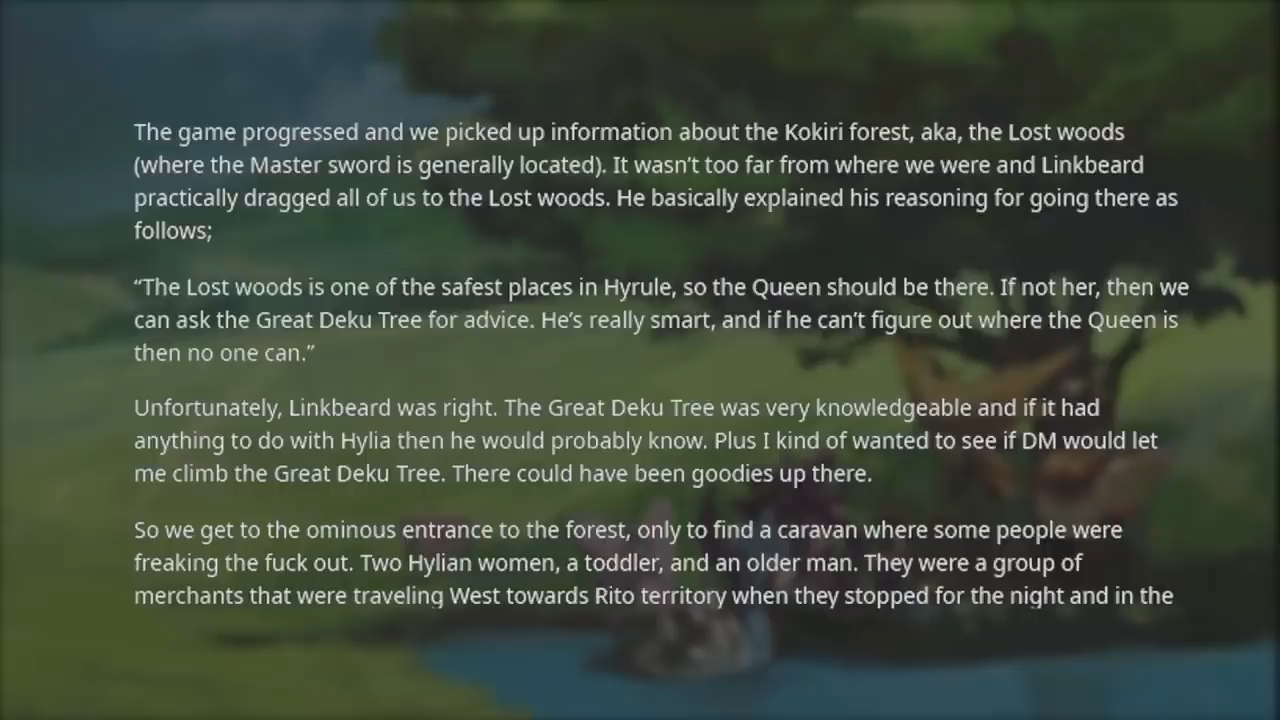 The game progressed and we picked up information about the Kokiri forest, aka, the Lost woods
(where the Master sword is generally located). It wasn’t too far from where we were and Linkbeard
practically dragged all of us to the Lost woods. He basically explained his reasoning for going there as
follows;
“The Lost woods is one of the safest places in Hyrule, so the Queen should be there. If not her, then we
can ask the Great Deku Tree for advice. He’s really smart, and if he can’t figure out where the Queen is
then no one can.”
Unfortunately, Linkbeard was right. The Great Deku Tree was very knowledgeable and if it had
anything to do with Hylia then he would probably know. Plus I kind of wanted to see if DM would let
me climb the Great Deku Tree. There could have been goodies up there.
So we get to the ominous entrance to the forest, only to find a caravan where some people were
freaking the fuck out. Two Hylian women, a toddler, and an older man. They were a group of
merchants that were traveling West towards Rito territory when they stopped for the night and in the